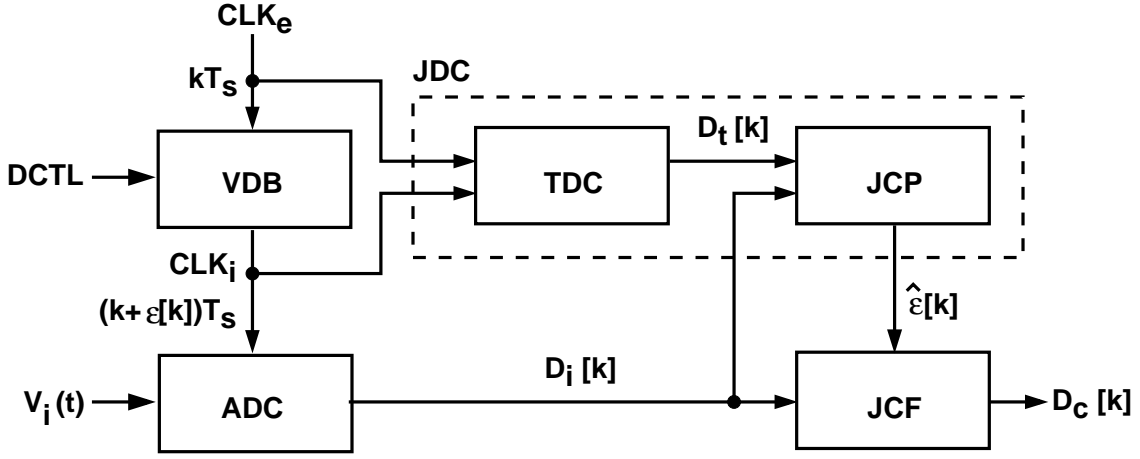 CLKe
kTs
JDC
Dt [k]
DCTL
VDB
TDC
JCP
CLKi
(k+ε[k])Ts
ε̂[k]
Di [k]
Vi (t)
ADC
JCF
Dc [k]